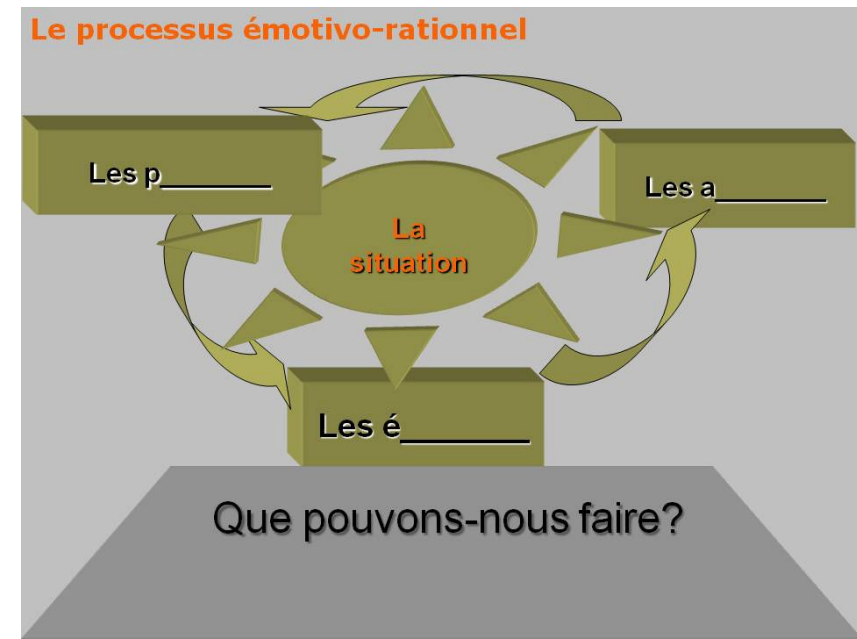 Le processus émotivo-rationnel
Les p_______
Les a_______
La
situation
Les é_______
Que pouvons-nous faire?